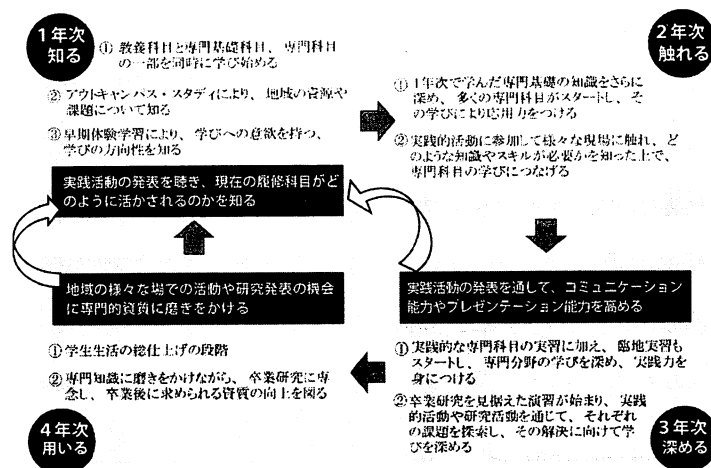 1年次
知る
① 教養科目と専門基礎科目、専門科目
の一部を同時に学び始める
② アウトキャンパス・スタディにより、地域の資源や
課題について知る
③ 早期体験学習により、学びへの意欲を持つ、
学びの方向性を知る
2年次
触れる
① 1年次で学んだ専門基礎の知識をさらに
深め、多くの専門科目がスタートし、そ
の学びにより応用力をつける
② 実践的活動に参加して様々な現場に触れ、ど
のような知識やスキルが必要かを知った上で、
専門科目の学びにつなげる
実践活動の発表を聴き、現在の履修科目がど
のように活かされるのかを知る
地域の様々な場での活動や研究発表の機会
に専門的資質に磨きをかける
実践活動の発表を通して、コミュニケーション
能力やプレゼンテーション能力を高める
① 学生生活の総仕上げの段階
② 専門知識に磨きをかけながら、卒業研究に専
念し、卒業後に求められる資質の向上を図る
4年次
用いる
① 実践的な専門科目の実習に加え、臨地実習も
スタートし、専門分野の学びを深め、実践力を
身につける
② 卒業研究を見据えた演習が始まり、実践
的活動や研究活動を通じて、それぞれ
の課題を探索し、その解決に向けて学
びを深める
3年次
深める